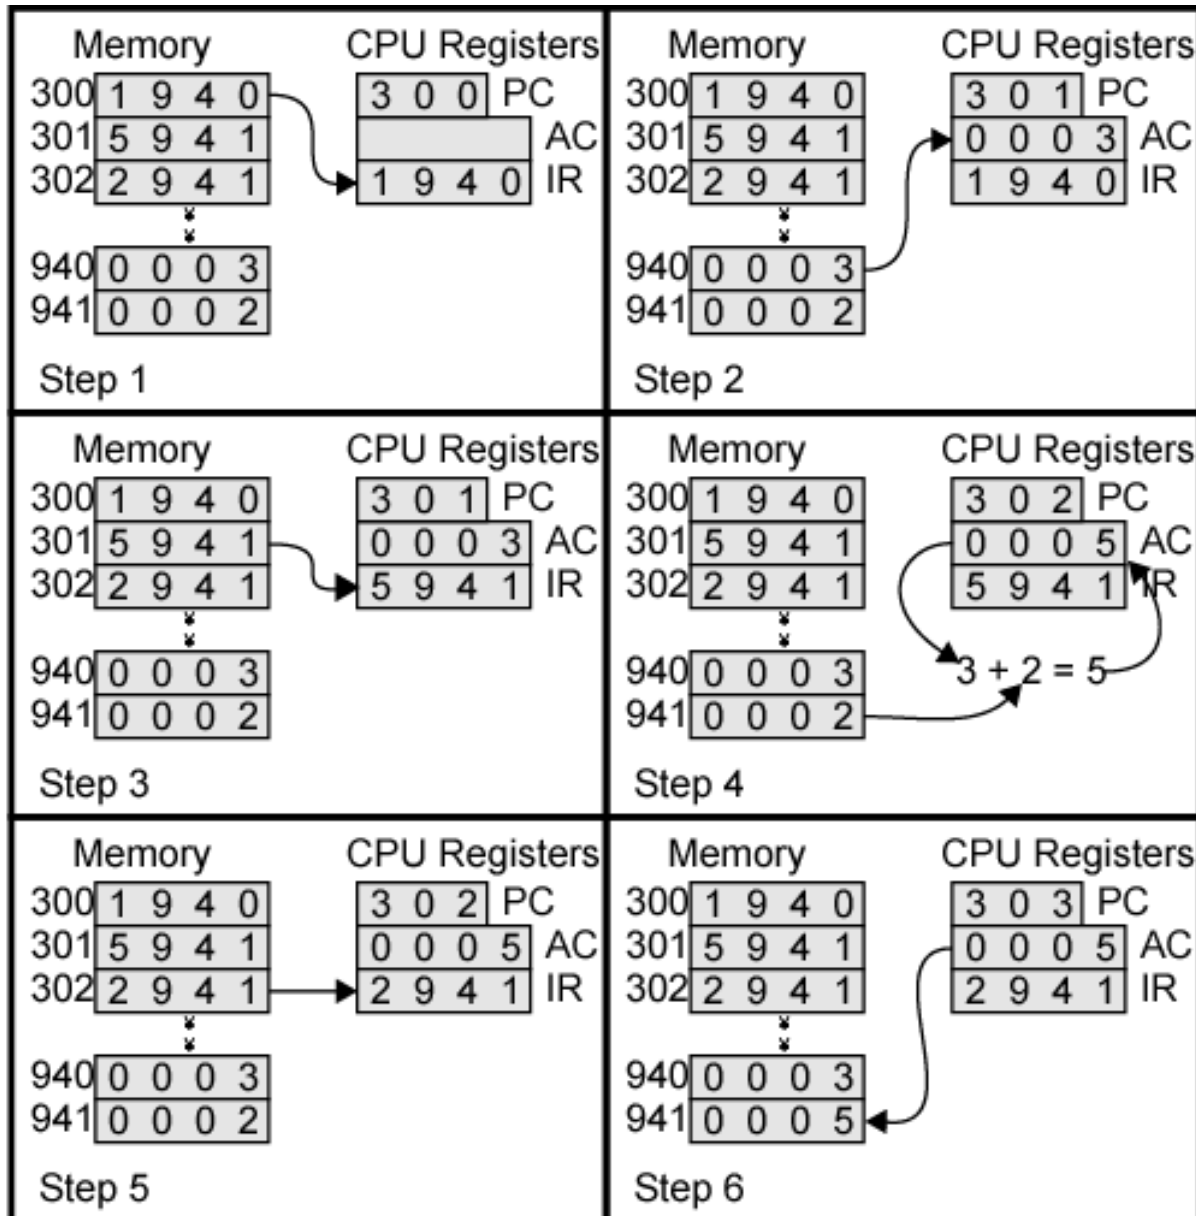 Memory CPU Registers
300 1 9 4 0 3 0 0 PC
301 5 9 4 1 AC
302 2 9 4 1 1 9 4 0 IR
940 0 0 0 3
941 0 0 0 2
Step 1
Memory CPU Registers
300 1 9 4 0 3 0 1 PC
301 5 9 4 1 0 0 0 3 AC
302 2 9 4 1 1 9 4 0 IR
940 0 0 0 3
941 0 0 0 2
Step 2
Memory CPU Registers
300 1 9 4 0 3 0 1 PC
301 5 9 4 1 0 0 0 3 AC
302 2 9 4 1 5 9 4 1 IR
940 0 0 0 3
941 0 0 0 2
Step 3
Memory CPU Registers
300 1 9 4 0 3 0 2 PC
301 5 9 4 1 0 0 0 5 AC
302 2 9 4 1 5 9 4 1 IR
940 0 0 0 3 3 + 2 = 5
941 0 0 0 2
Step 4
Memory CPU Registers
300 1 9 4 0 3 0 2 PC
301 5 9 4 1 0 0 0 5 AC
302 2 9 4 1 2 9 4 1 IR
940 0 0 0 3
941 0 0 0 2
Step 5
Memory CPU Registers
300 1 9 4 0 3 0 3 PC
301 5 9 4 1 0 0 0 5 AC
302 2 9 4 1 2 9 4 1 IR
940 0 0 0 3
941 0 0 0 5
Step 6